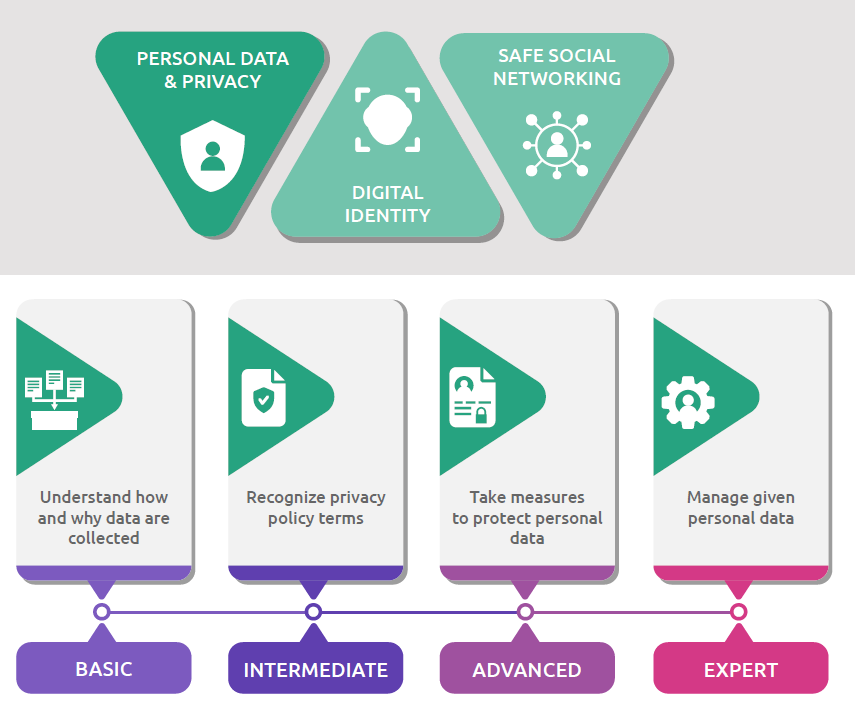 PERSONAL DATA
& PRIVACY
DIGITAL
IDENTITY
SAFE SOCIAL
NETWORKING
Understand how
and why data are
collected
Recognize privacy
policy terms
Take measures
to protect personal
data
Manage given
personal data
BASIC
INTERMEDIATE
ADVANCED
EXPERT